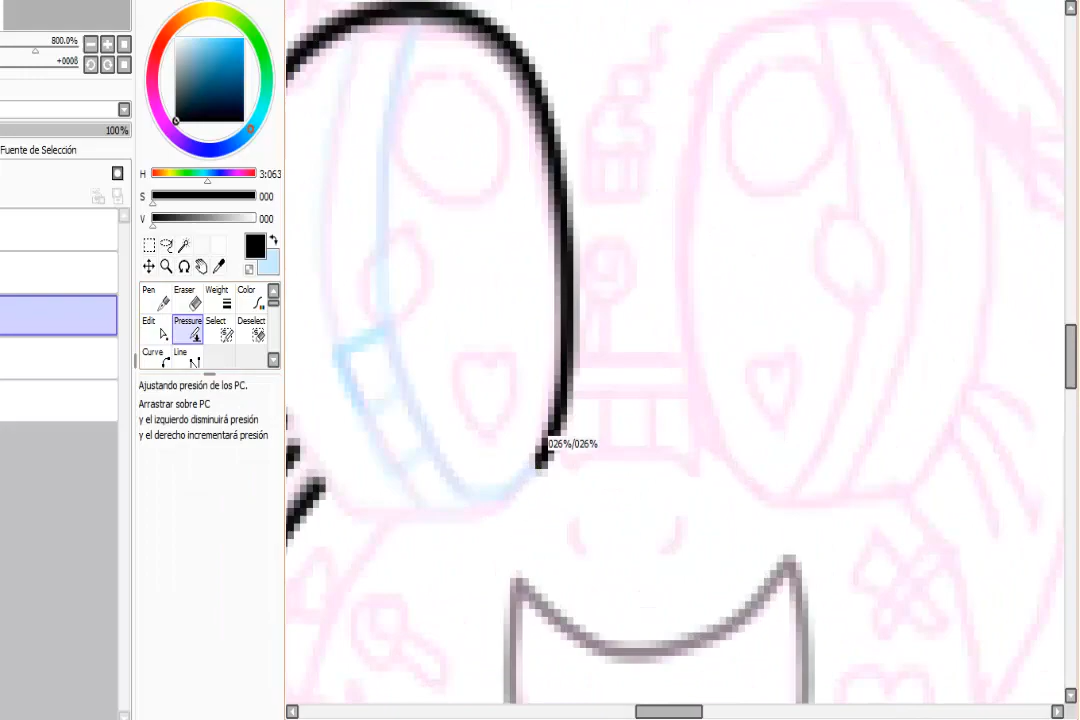 800.0%
+0008
100%
Fuente de Selección
H 3:063
S 000
V 000
Pen Eraser Weight Color
Edit Pressure Select Deselect
Curve Line
Ajustando presión de los PC.
Arrastrar sobre PC
y el izquierdo disminuirá presión
y el derecho incrementará presión
026%/026%